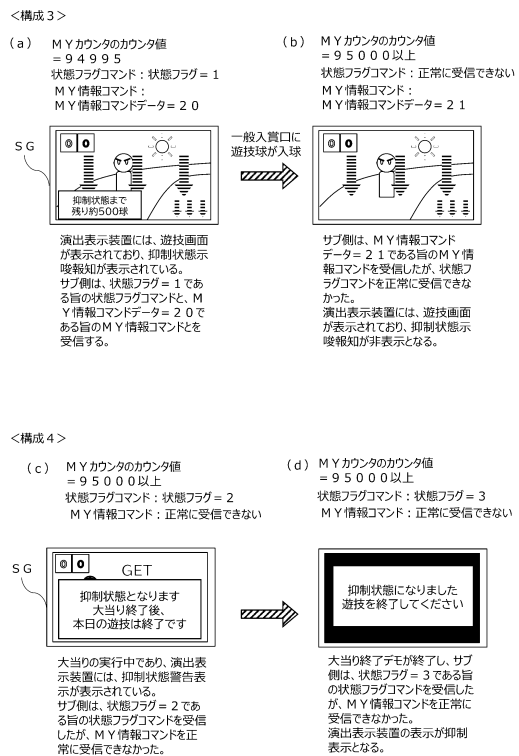 ＜構成３＞
（ａ）
ＭＹカウンタのカウンタ値
＝９４９９５
状態フラグコマンド：状態フラグ＝１
ＭＹ情報コマンド：
ＭＹ情報コマンドデータ＝２０
ＳＧ
0 0
抑制状態まで
残り約500球
演出表示装置には、遊技画面
が表示されており、抑制状態示
唆報知が表示されている。
サブ側は、状態フラグ＝１であ
る旨の状態フラグコマンドと、Ｍ
Ｙ情報コマンドデータ＝２０で
ある旨のＭＹ情報コマンドとを
受信する。
一般入賞口に
遊技球が入球
（ｂ）
ＭＹカウンタのカウンタ値
＝９５０００以上
状態フラグコマンド：正常に受信できない
ＭＹ情報コマンド：
ＭＹ情報コマンドデータ＝２１
0 0
サブ側は、ＭＹ情報コマンド
データ＝２１である旨のＭＹ情
報コマンドを受信したが、状態フ
ラグコマンドを正常に受信できな
かった。
演出表示装置には、遊技画面
が表示されており、抑制状態示
唆報知が非表示となる。
＜構成４＞
（ｃ）
ＭＹカウンタのカウンタ値
＝９５０００以上
状態フラグコマンド：状態フラグ＝２
ＭＹ情報コマンド：正常に受信できない
ＳＧ
0 0
GET
抑制状態となります
大当り終了後、
本日の遊技は終了です
大当りの実行中であり、演出表
示装置には、抑制状態警告表
示が表示されている。
サブ側は、状態フラグ＝２であ
る旨の状態フラグコマンドを受信
したが、ＭＹ情報コマンドを正
常に受信できなかった。
（ｄ）
ＭＹカウンタのカウンタ値
＝９５０００以上
状態フラグコマンド：状態フラグ＝３
ＭＹ情報コマンド：正常に受信できない
抑制状態になりました
遊技を終了してください
大当り終了デモが終了し、サブ
側は、状態フラグ＝３である旨
の状態フラグコマンドを受信した
が、ＭＹ情報コマンドを正常に
受信できなかった。
演出表示装置の表示が抑制
表示となる。